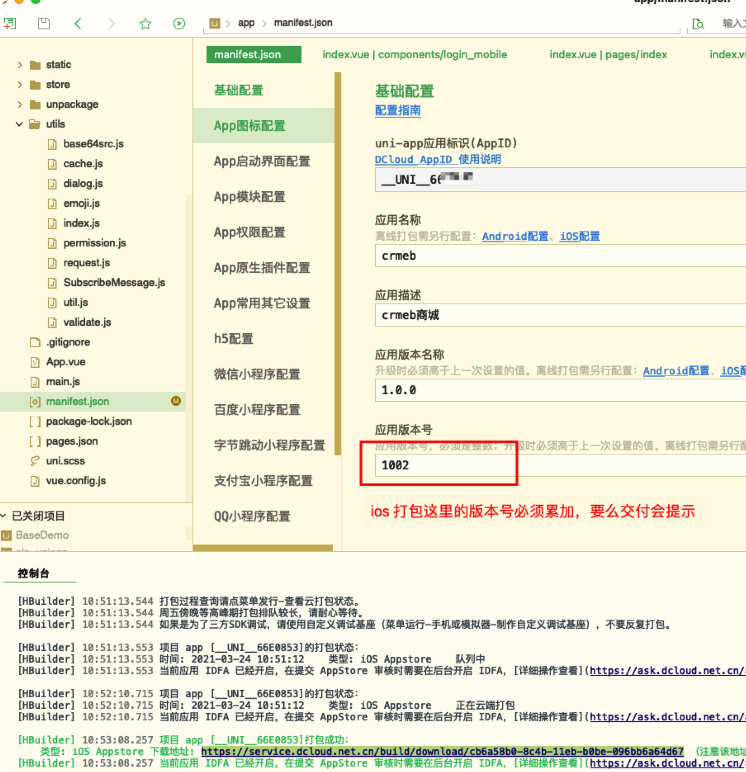 app/manifest.json
app
manifest.json
输入文
static
store
unpackage
utils
base64src.js
cache.js
dialog.js
emoji.js
index.js
permission.js
request.js
SubscribeMessage.js
util.js
validate.js
.gitignore
App.vue
main.js
manifest.json
M
package-lock.json
pages.json
uni.scss
vue.config.js
已关闭项目
BaseDemo
manifest.json
index.vue | components/login_mobile
index.vue | pages/index
index.v
基础配置
App图标配置
App启动界面配置
App模块配置
App权限配置
App原生插件配置
App常用其它设置
h5配置
微信小程序配置
百度小程序配置
字节跳动小程序配置
支付宝小程序配置
QQ小程序配置
基础配置
配置指南
uni-app应用标识(AppID)
DCloud AppID 使用说明
__UNI__6
应用名称
离线打包需另行配置: Android配置、iOS配置
crmeb
应用描述
crmeb商城
应用版本名称
升级时必须高于上一次设置的值。离线打包需另行配置: Android配置、iOS
1.0.0
应用版本号
应用版本号, 必须是整数; 升级时必须高于上一次设置的值。离线打包需另行配
1002
ios 打包这里的版本号必须累加,要么交付会提示
控制台
[HBuilder] 10:51:13.544 打包过程查询请点菜单发行-查看云打包状态。
[HBuilder] 10:51:13.544 周五傍晚等高峰期打包排队较长, 请耐心等待。
[HBuilder] 10:51:13.544 如果是为了三方SDK调试, 请使用自定义调试基座(菜单运行-手机或模拟器-制作自定义调试基座), 不要反复打包。
[HBuilder] 10:51:13.553 项目 app [__UNI__66E0853]的打包状态:
[HBuilder] 10:51:13.553 时间: 2021-03-24 10:51:12 类型: iOS Appstore 队列中
[HBuilder] 10:51:13.553 当前应用 IDFA 已经开启, 在提交 AppStore 审核时需要在后台开启 IDFA, [详细操作查看](https://ask.dcloud.net.cn/a
[HBuilder] 10:52:10.715 项目 app [__UNI__66E0853]的打包状态:
[HBuilder] 10:52:10.715 时间: 2021-03-24 10:51:12 类型: iOS Appstore 正在云端打包
[HBuilder] 10:52:10.715 当前应用 IDFA 已经开启, 在提交 AppStore 审核时需要在后台开启 IDFA, [详细操作查看](https://ask.dcloud.net.cn/a
[HBuilder] 10:53:08.257 项目 app [__UNI__66E0853]打包成功:
类型: iOS Appstore 下载地址: https://service.dcloud.net.cn/build/download/cb6a58b0-8c4b-11eb-b0be-096bb6a64d67 (注意该地址
[HBuilder] 10:53:08.257 当前应用 IDFA 已经开启, 在提交 AppStore 审核时需要在后台开启 IDFA, [详细操作查看](https://ask.dcloud.net.cn/a